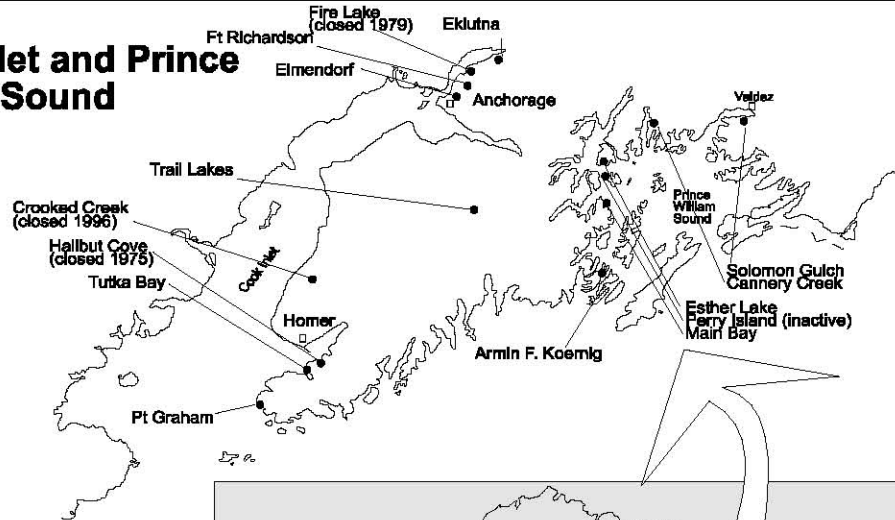 Fire Lake
(closed 1979)
Eklutna
Ft Richardson
let and Prince
Sound
Elmendorf
Anchorage
Valdez
Trail Lakes
Prince
William
Sound
Crooked Creek
(closed 1996)
Halibut Cove
(closed 1975)
Cook Inlet
Tutka Bay
Solomon Gulch
Cannery Creek
Esther Lake
Perry Island (inactive)
Main Bay
Homer
Armin F. Koernig
Pt Graham